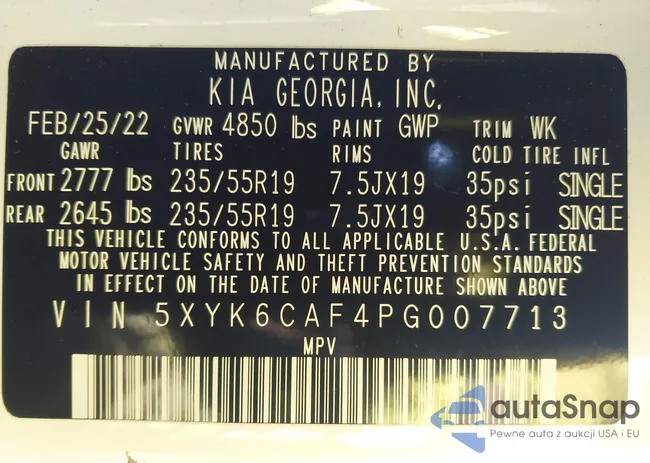 MANUFACTURED BY
KIA GEORGIA, INC.
FEB/25/22 GVWR 4850 lbs PAINT GWP TRIM WK
GAWR TIRES RIMS COLD TIRE INFL
FRONT 2777 lbs 235/55R19 7.5JX19 35psi SINGLE
REAR 2645 lbs 235/55R19 7.5JX19 35psi SINGLE
THIS VEHICLE CONFORMS TO ALL APPLICABLE U.S.A. FEDERAL
MOTOR VEHICLE SAFETY AND THEFT PREVENTION STANDARDS
IN EFFECT ON THE DATE OF MANUFACTURE SHOWN ABOVE
VIN 5XYK6CAF4PG007713
MPV
autaSnap
Pewne auta z aukcji USA i EU